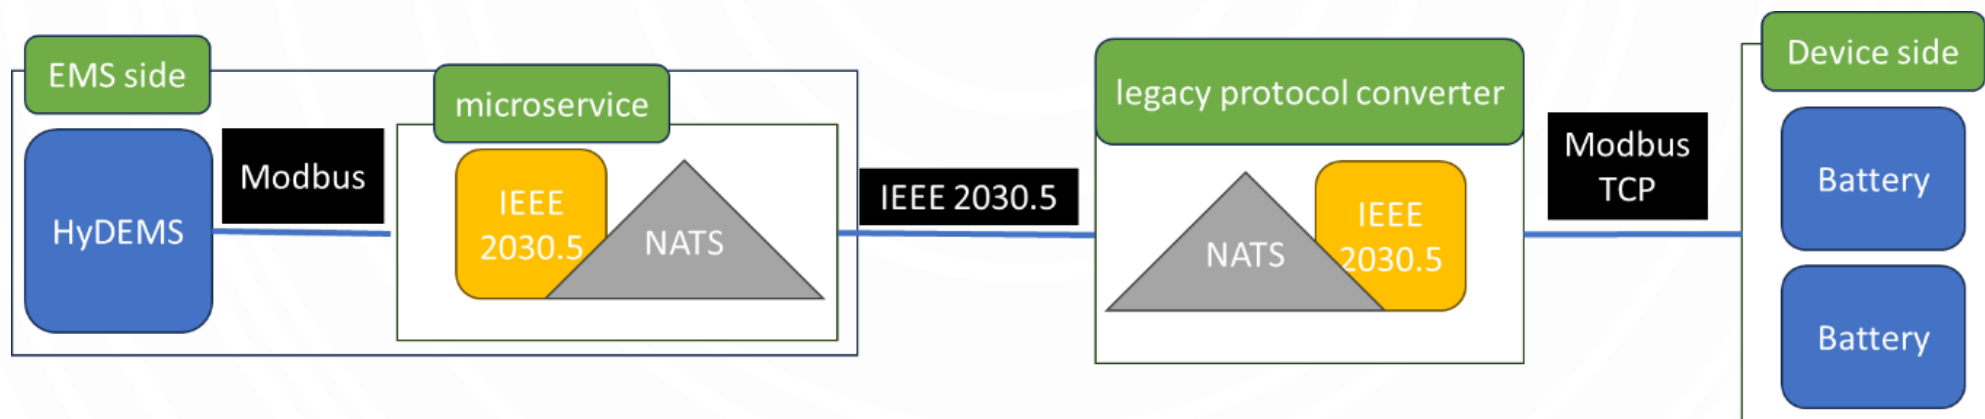 EMS side
HyDEMS
Modbus
microservice
IEEE
2030.5
NATS
IEEE 2030.5
legacy protocol converter
NATS
IEEE
2030.5
Modbus
TCP
Device side
Battery
Battery